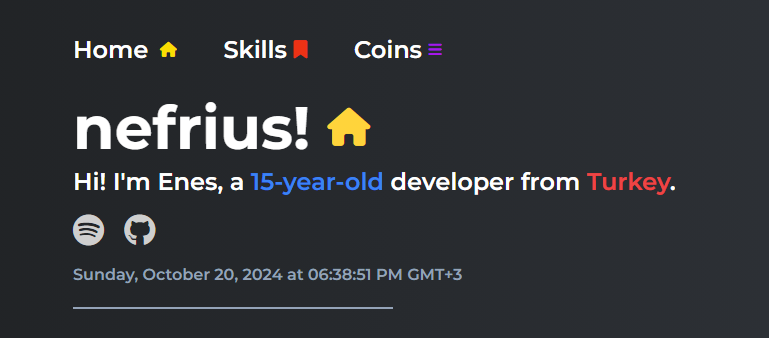 Home Skills Coins
nefrius!
Hi! I'm Enes, a 15-year-old developer from Turkey.
Sunday, October 20, 2024 at 06:38:51 PM GMT+3